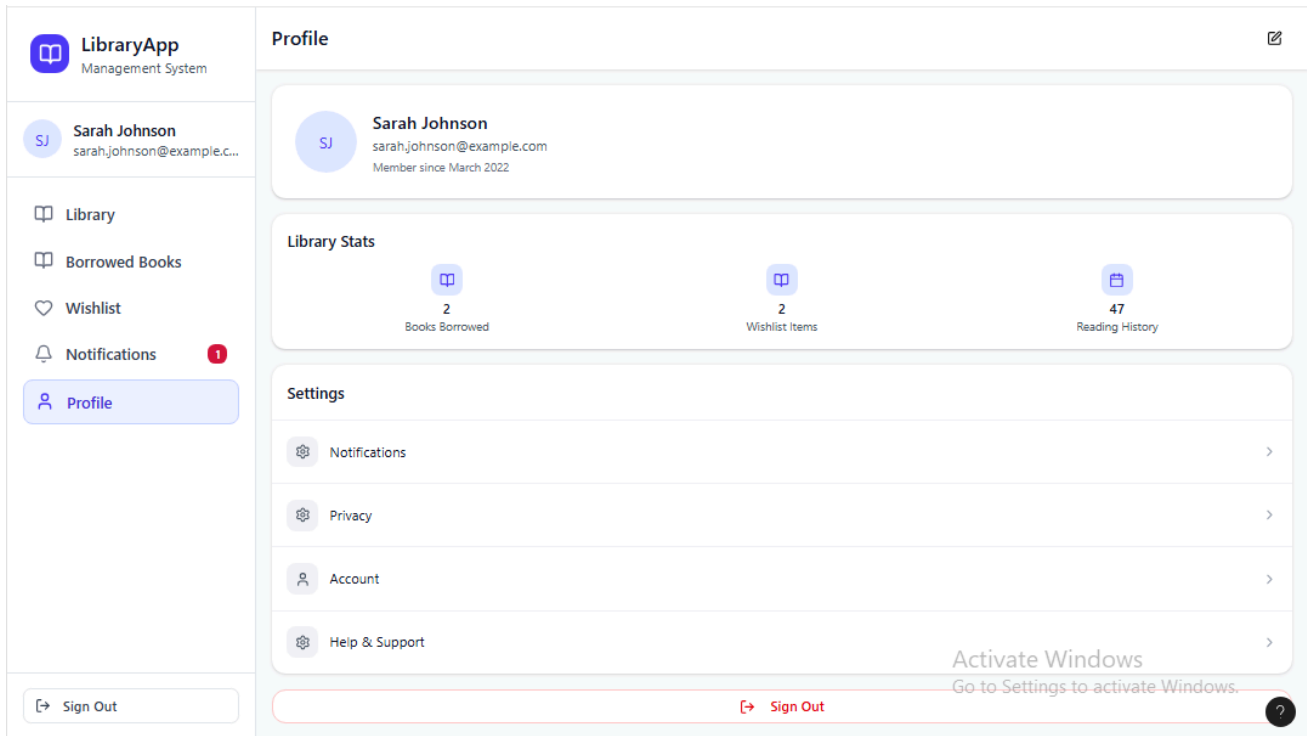 LibraryApp
Management System
Sarah Johnson
sarah.johnson@example.c...
Library
Borrowed Books
Wishlist
Notifications 1
Profile
Sign Out
Profile
SJ
Sarah Johnson
sarah.johnson@example.com
Member since March 2022
SJ
Library Stats
2
Books Borrowed
2
Wishlist Items
47
Reading History
Settings
Notifications
Privacy
Account
Help & Support
Activate Windows
Go to Settings to activate Windows.
Sign Out
?